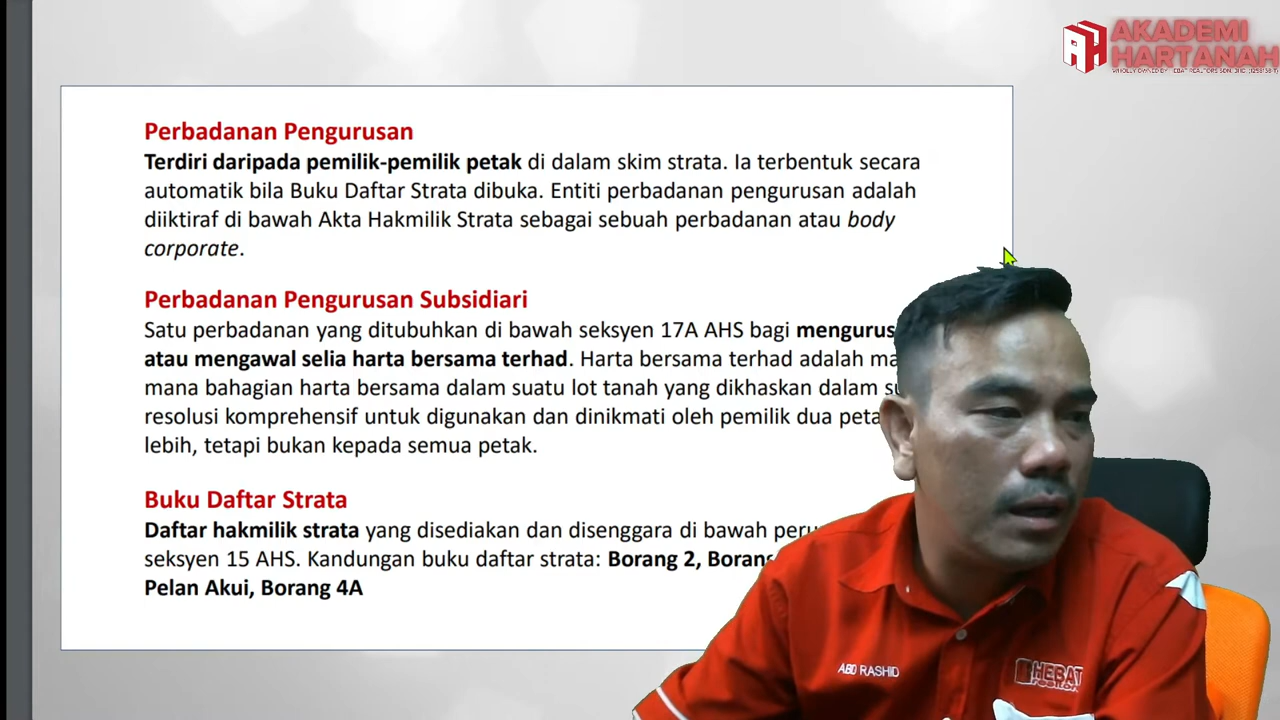 AKADEMI
HARTANAH
Perbadanan Pengurusan
Terdiri daripada pemilik-pemilik petak di dalam skim strata. Ia terbentuk secara
automatik bila Buku Daftar Strata dibuka. Entiti perbadanan pengurusan adalah
diiktiraf di bawah Akta Hakmilik Strata sebagai sebuah perbadanan atau body
corporate.
Perbadanan Pengurusan Subsidiari
Satu perbadanan yang ditubuhkan di bawah seksyen 17A AHS bagi mengurus
atau mengawal selia harta bersama terhad. Harta bersama terhad adalah
mana bahagian harta bersama dalam suatu lot tanah yang dikhaskan dalam
resolusi komprehensif untuk digunakan dan dinikmati oleh pemilik dua
lebih, tetapi bukan kepada semua petak.
Buku Daftar Strata
Daftar hakmilik strata yang disediakan dan disenggara di bawah
seksyen 15 AHS. Kandungan buku daftar strata: Borang 2,
Pelan Akui, Borang 4A
ABD RASHID
HEBAT